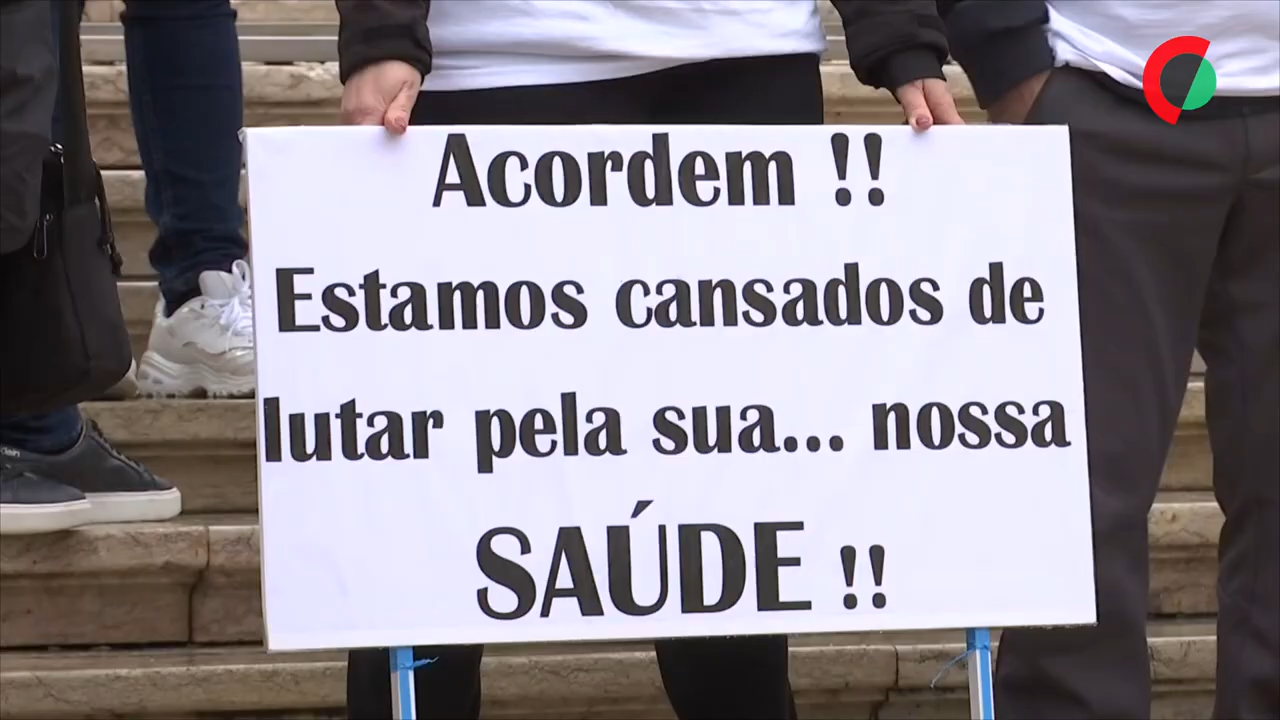 Acordem !!
Estamos cansados de
lutar pela sua... nossa
SAÚDE !!